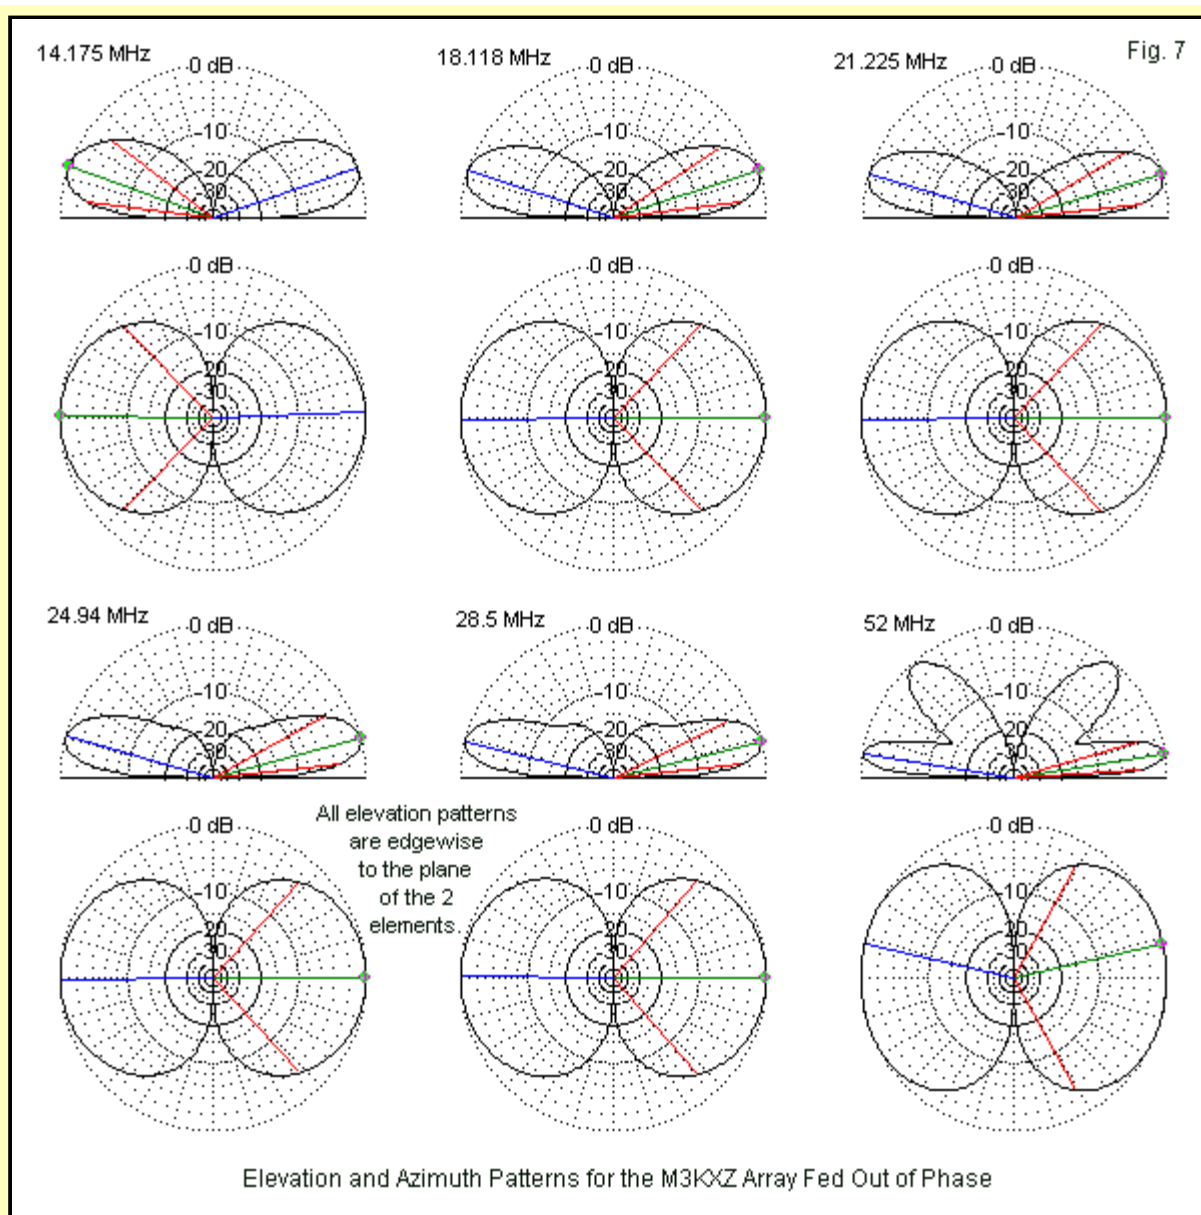 14.175 MHz
0 dB
-10
20
30
18.118 MHz
0 dB
-10
20
30
21.225 MHz
0 dB
-10
20
30
Fig. 7
0 dB
-10
20
30
0 dB
-10
20
30
0 dB
-10
20
30
24.94 MHz
0 dB
-10
20
30
28.5 MHz
0 dB
-10
20
30
52 MHz
0 dB
-10
20
30
All elevation patterns
are edgewise
to the plane
of the 2
elements.
0 dB
-10
20
30
0 dB
-10
20
30
0 dB
-10
20
30
Elevation and Azimuth Patterns for the M3KXZ Array Fed Out of Phase